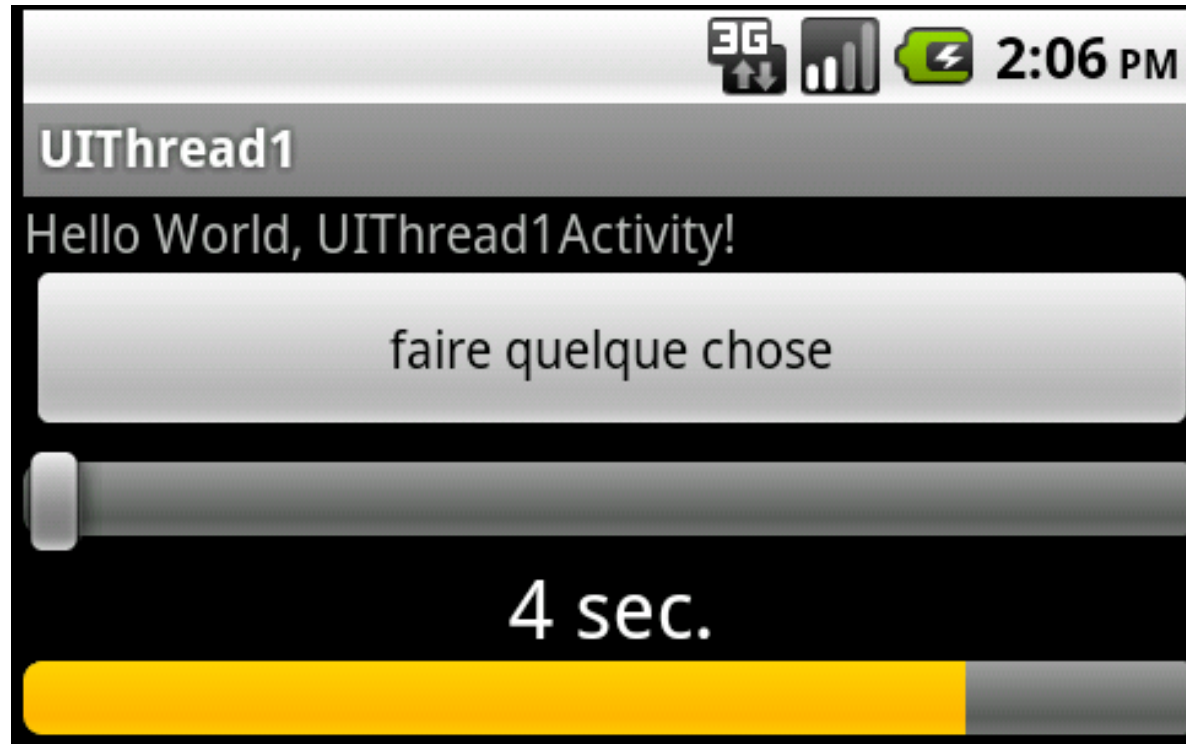 3G 2:06 PM
UIThread1
Hello World, UIThread1Activity!
faire quelque chose
4 sec.